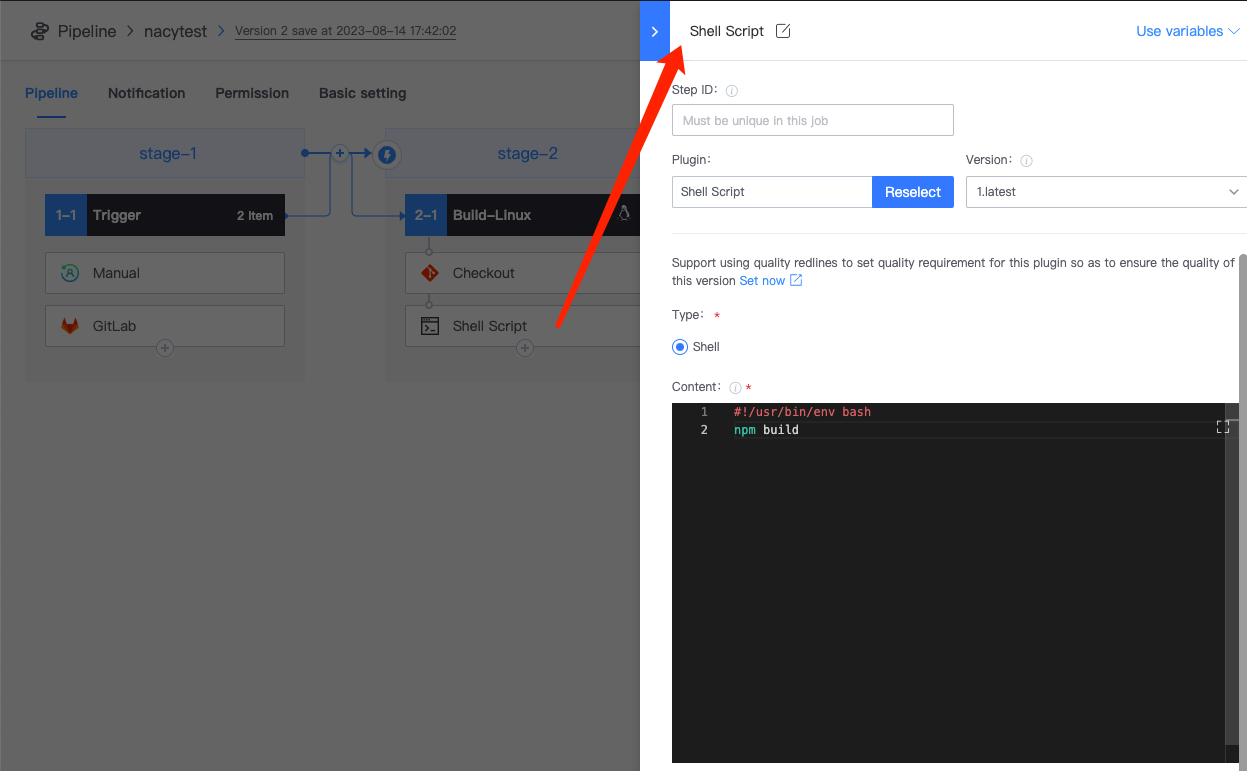 Pipeline nacytest Version 2 save at 2023-08-14 17:42:02
Pipeline Notification Permission Basic setting
stage-1
1-1 Trigger 2 Item
Manual
GitLab
stage-2
2-1 Build-Linux
Checkout
Shell Script
Shell Script Use variables
Step ID:
Must be unique in this job
Plugin: Version:
Shell Script Reselect 1.latest
Support using quality redlines to set quality requirement for this plugin so as to ensure the quality of
this version Set now
Type: *
Shell
Content: *
1 #!/usr/bin/env bash
2 npm build